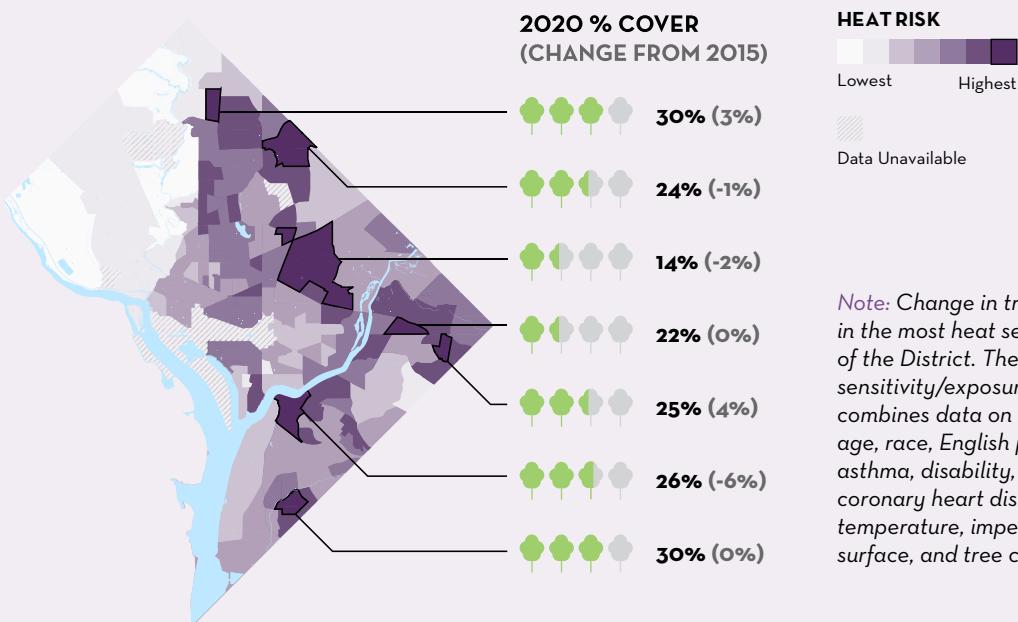 2020 % COVER
(CHANGE FROM 2015)
30% (3%)
24% (-1%)
14% (-2%)
22% (0%)
25% (4%)
26% (-6%)
30% (0%)
HEAT RISK
Lowest Highest
Data Unavailable
Note: Change in tr
in the most heat se
of the District. The
sensitivity/exposur
combines data on
age, race, English
asthma, disability,
coronary heart dis
temperature, impe
surface, and tree c